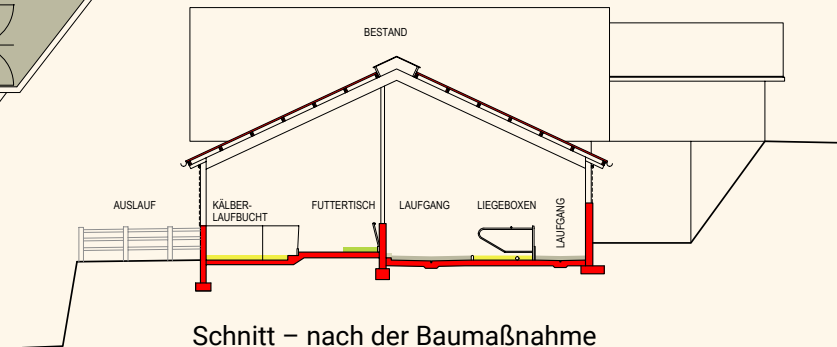 BESTAND
AUSLAUF
KÄLBER-
LAUFBUCHT
FUTTERTISCH
LAUFGANG
LIEGEBOXEN
LAUFGANG
Schnitt – nach der Baumaßnahme